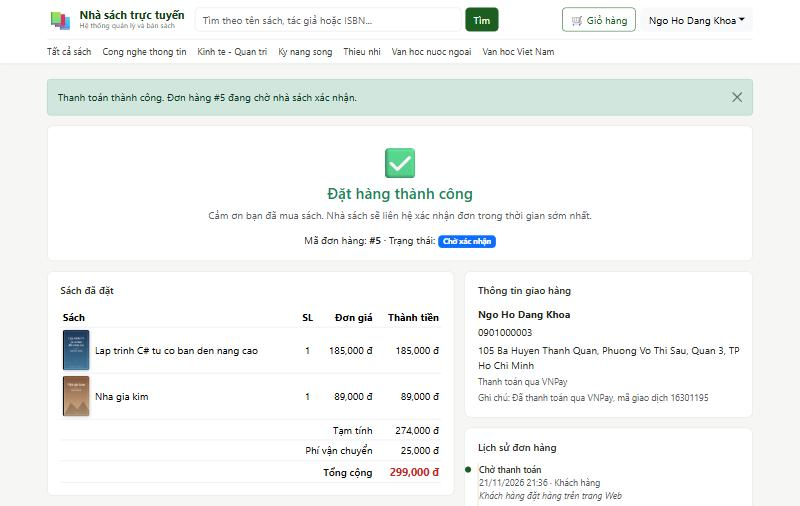 Nhà sách trực tuyến
Hệ thống quản lý và bán sách
Tìm theo tên sách, tác giả hoặc ISBN...
Tìm
Giỏ hàng
Ngo Ho Dang Khoa
Tất cả sách Cong nghe thong tin Kinh te - Quan tri Ky nang song Thieu nhi Van hoc nuoc ngoai Van hoc Viet Nam
Thanh toán thành công. Đơn hàng #5 đang chờ nhà sách xác nhận.
Đặt hàng thành công
Cảm ơn bạn đã mua sách. Nhà sách sẽ liên hệ xác nhận đơn trong thời gian sớm nhất.
Mã đơn hàng: #5 · Trạng thái: Chờ xác nhận
Sách đã đặt
Sách SL Đơn giá Thành tiền
Lap trinh C# tu co ban den nang cao 1 185,000 đ 185,000 đ
Nha gia kim 1 89,000 đ 89,000 đ
Tạm tính 274,000 đ
Phí vận chuyển 25,000 đ
Tổng cộng 299,000 đ
Thông tin giao hàng
Ngo Ho Dang Khoa
0901000003
105 Ba Huyen Thanh Quan, Phuong Vo Thi Sau, Quan 3, TP
Ho Chi Minh
Thanh toán qua VNPay
Ghi chú: Đã thanh toán qua VNPay, mã giao dịch 16301195
Lịch sử đơn hàng
Chờ thanh toán
21/11/2026 21:36 · Khách hàng
Khách hàng đặt hàng trên trang Web